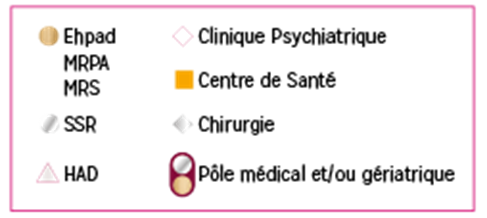 Ehpad
MRPA
MRS
SSR
HAD
Clinique Psychiatrique
Centre de Santé
Chirurgie
Pôle médical et/ou gériatrique